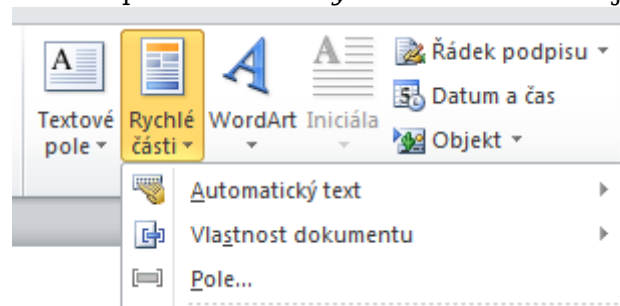 Textové
pole
Rychlé
části
WordArt
Iniciála
Řádek podpisu
Datum a čas
Objekt
Automatický text
Vlastnost dokumentu
Pole...